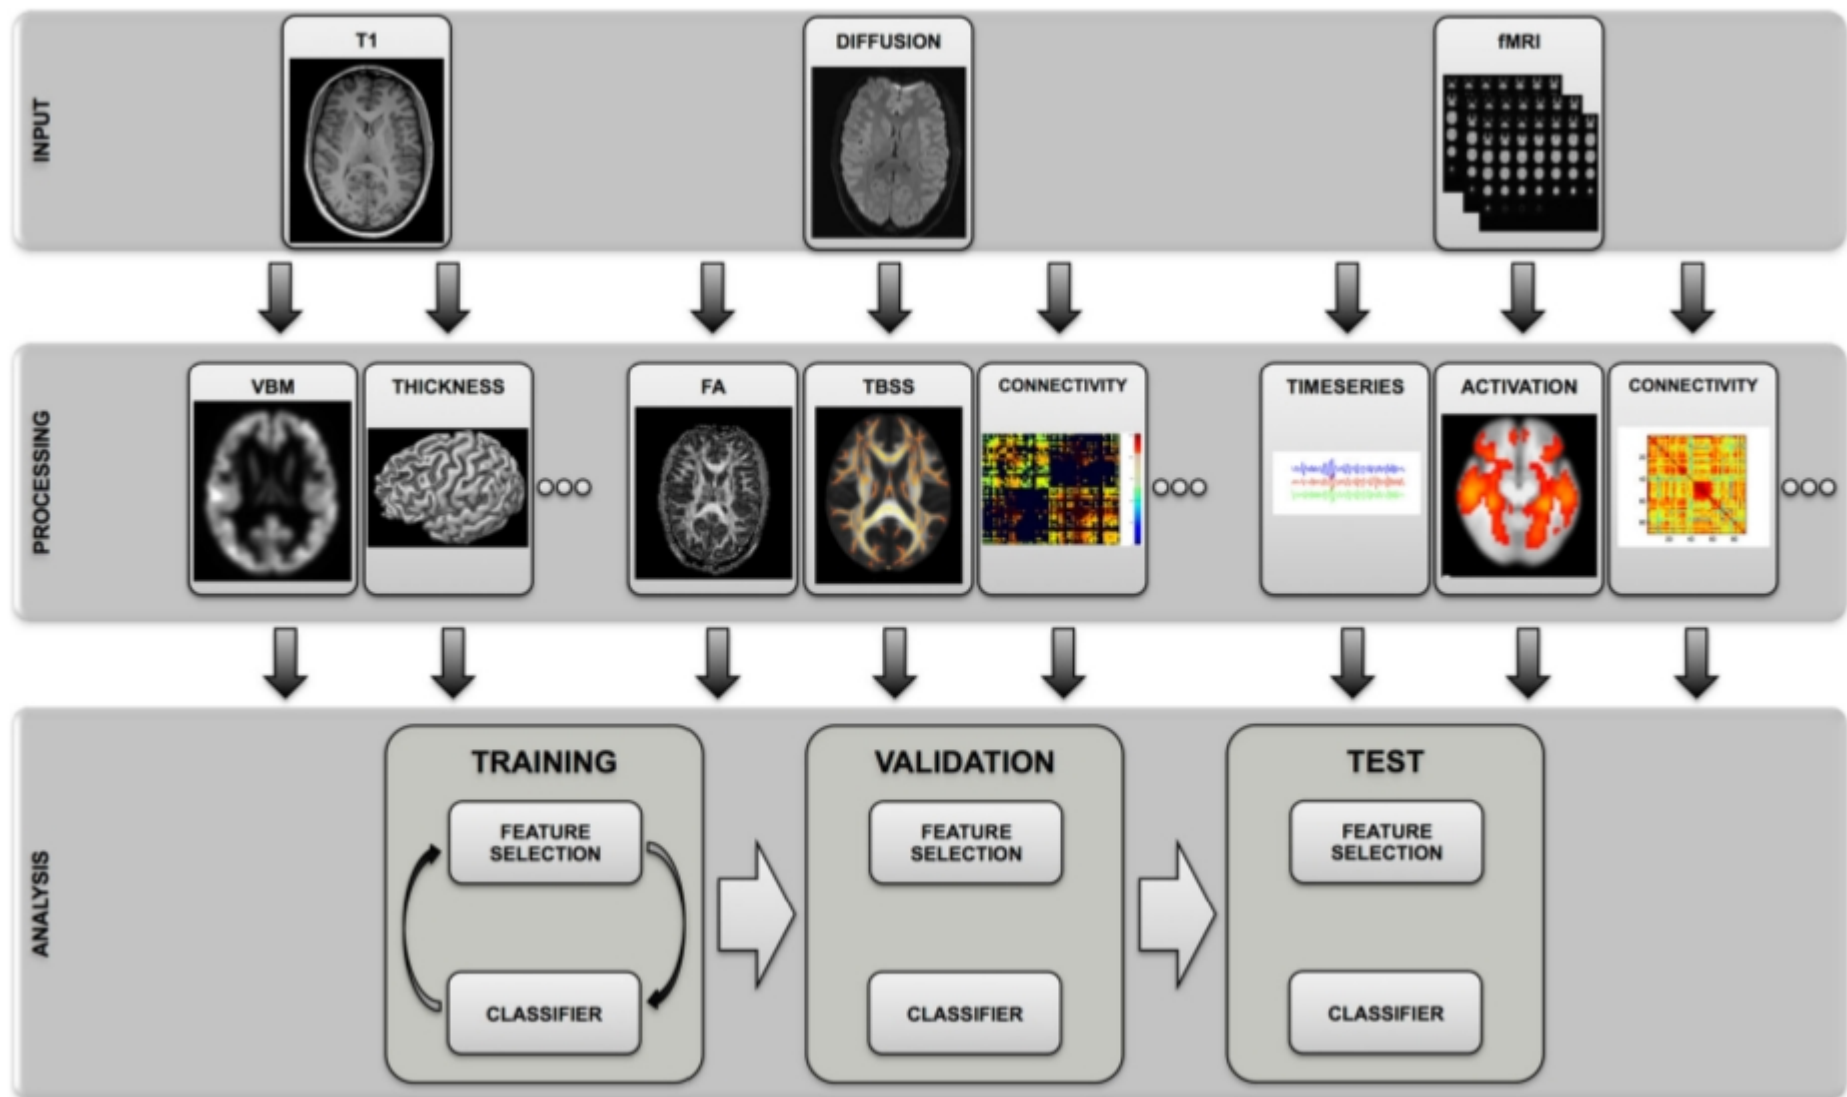 INPUT
T1
DIFFUSION
fMRI
PROCESSING
VBM
THICKNESS
FA
TBSS
CONNECTIVITY
TIMESERIES
ACTIVATION
CONNECTIVITY
ANALYSIS
TRAINING
FEATURE
SELECTION
CLASSIFIER
VALIDATION
FEATURE
SELECTION
CLASSIFIER
TEST
FEATURE
SELECTION
CLASSIFIER